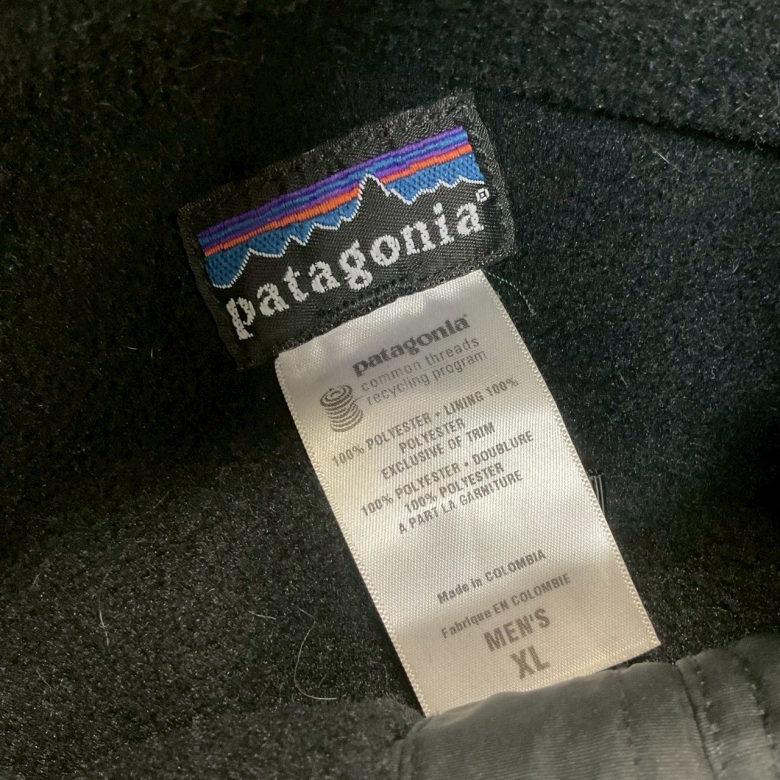 patagonia®
patagonia®
common threads
recycling program
100% POLYESTER • LINING 100%
POLYESTER
EXCLUSIVE OF TRIM
100% POLYESTER • DOUBLURE
100% POLYESTER
A PART LA GARNITURE
Made in COLOMBIA
Fabrique EN COLOMBIE
MEN'S
XL